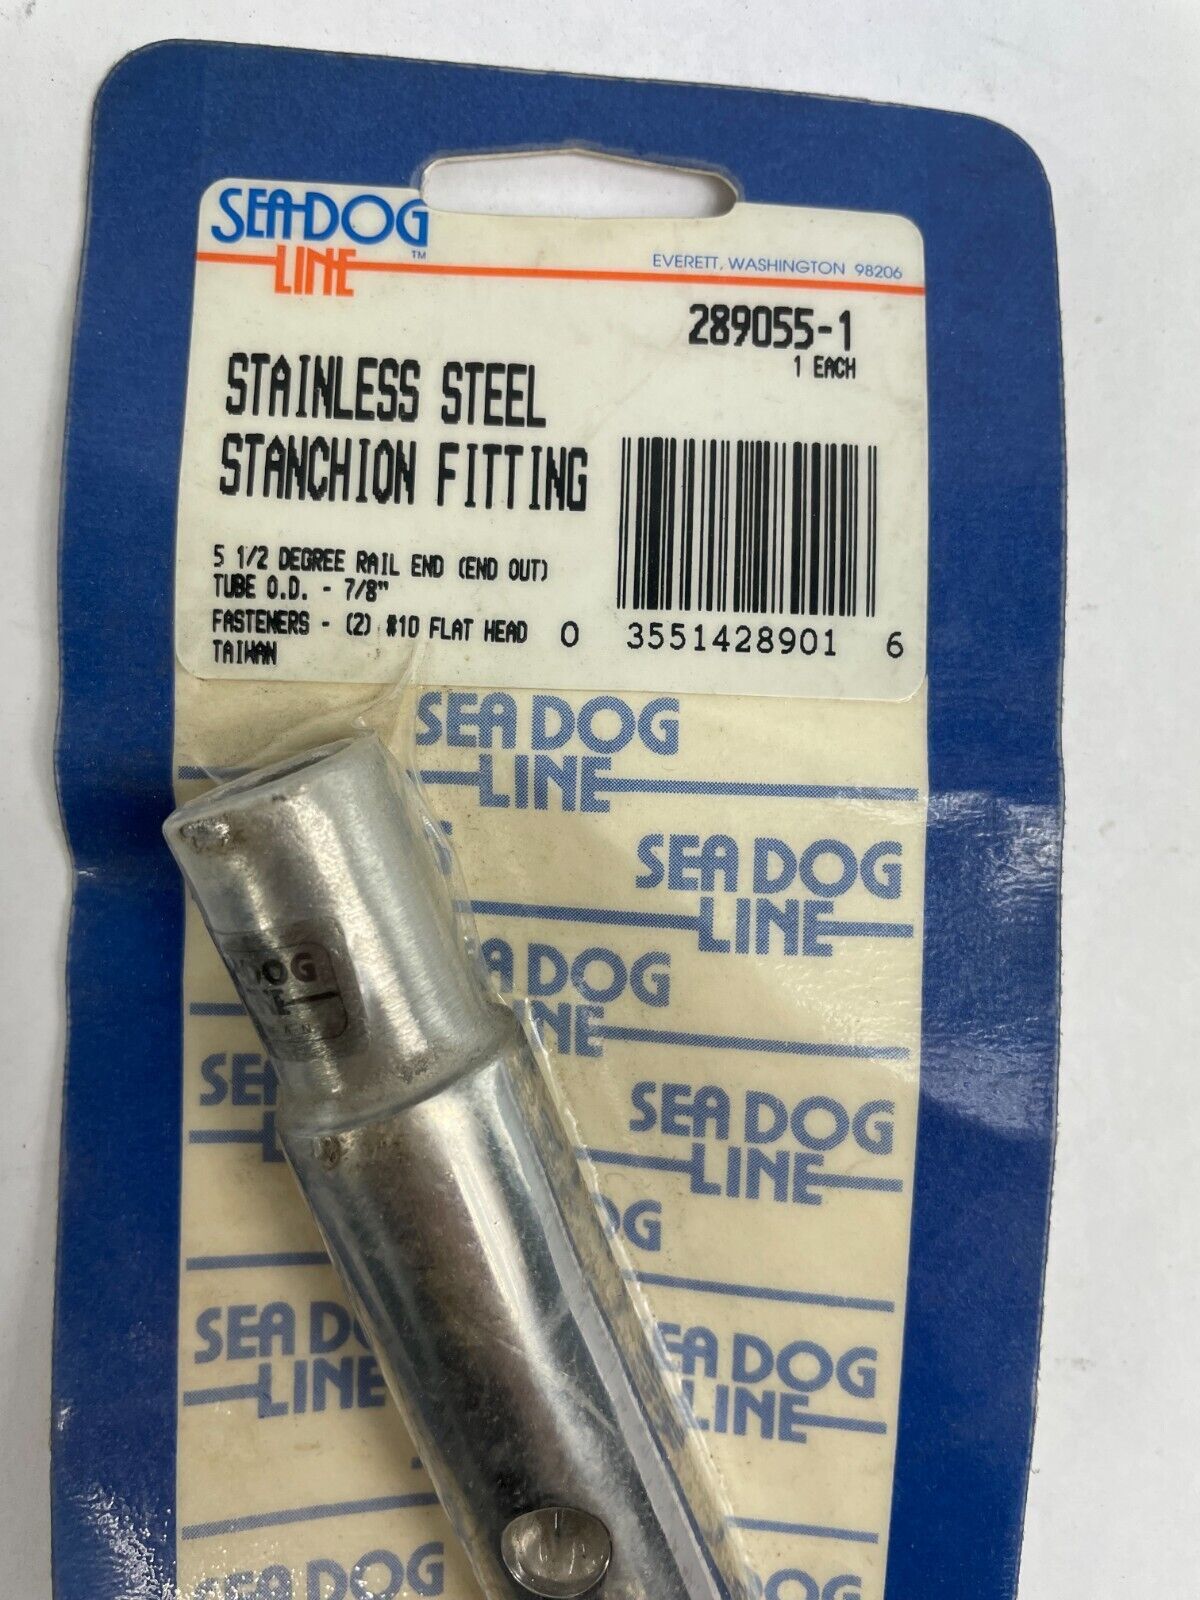 SEA-DOG
LINE
™
EVERETT, WASHINGTON 98206
289055-1
1 EACH
STAINLESS STEEL
STANCHION FITTING
5 1/2 DEGREE RAIL END (END OUT)
TUBE O.D. - 7/8"
FASTENERS - (2) #10 FLAT HEAD
TAIWAN
0 3551428901 6
SEA DOG
LINE
SEA DOG
LINE
DOG
SEA DOG
LINE
SEA DOG
LINE
SEA DOG
LINE